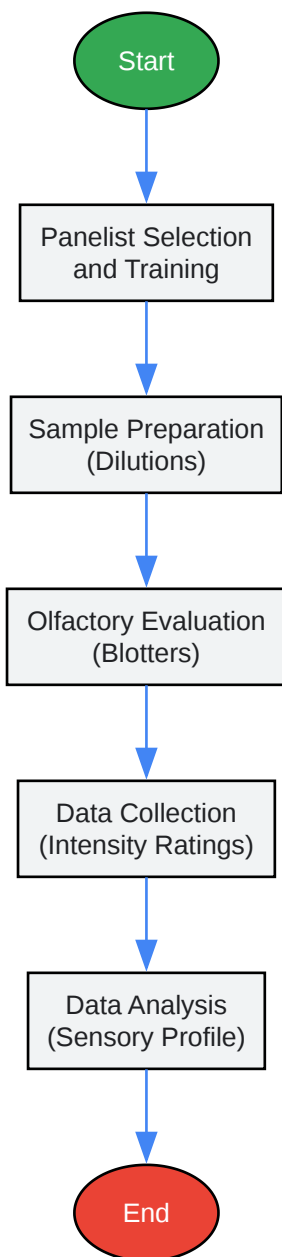 Start
Panelist Selection
and Training
Sample Preparation
(Dilutions)
Olfactory Evaluation
(Blotters)
Data Collection
(Intensity Ratings)
Data Analysis
(Sensory Profile)
End